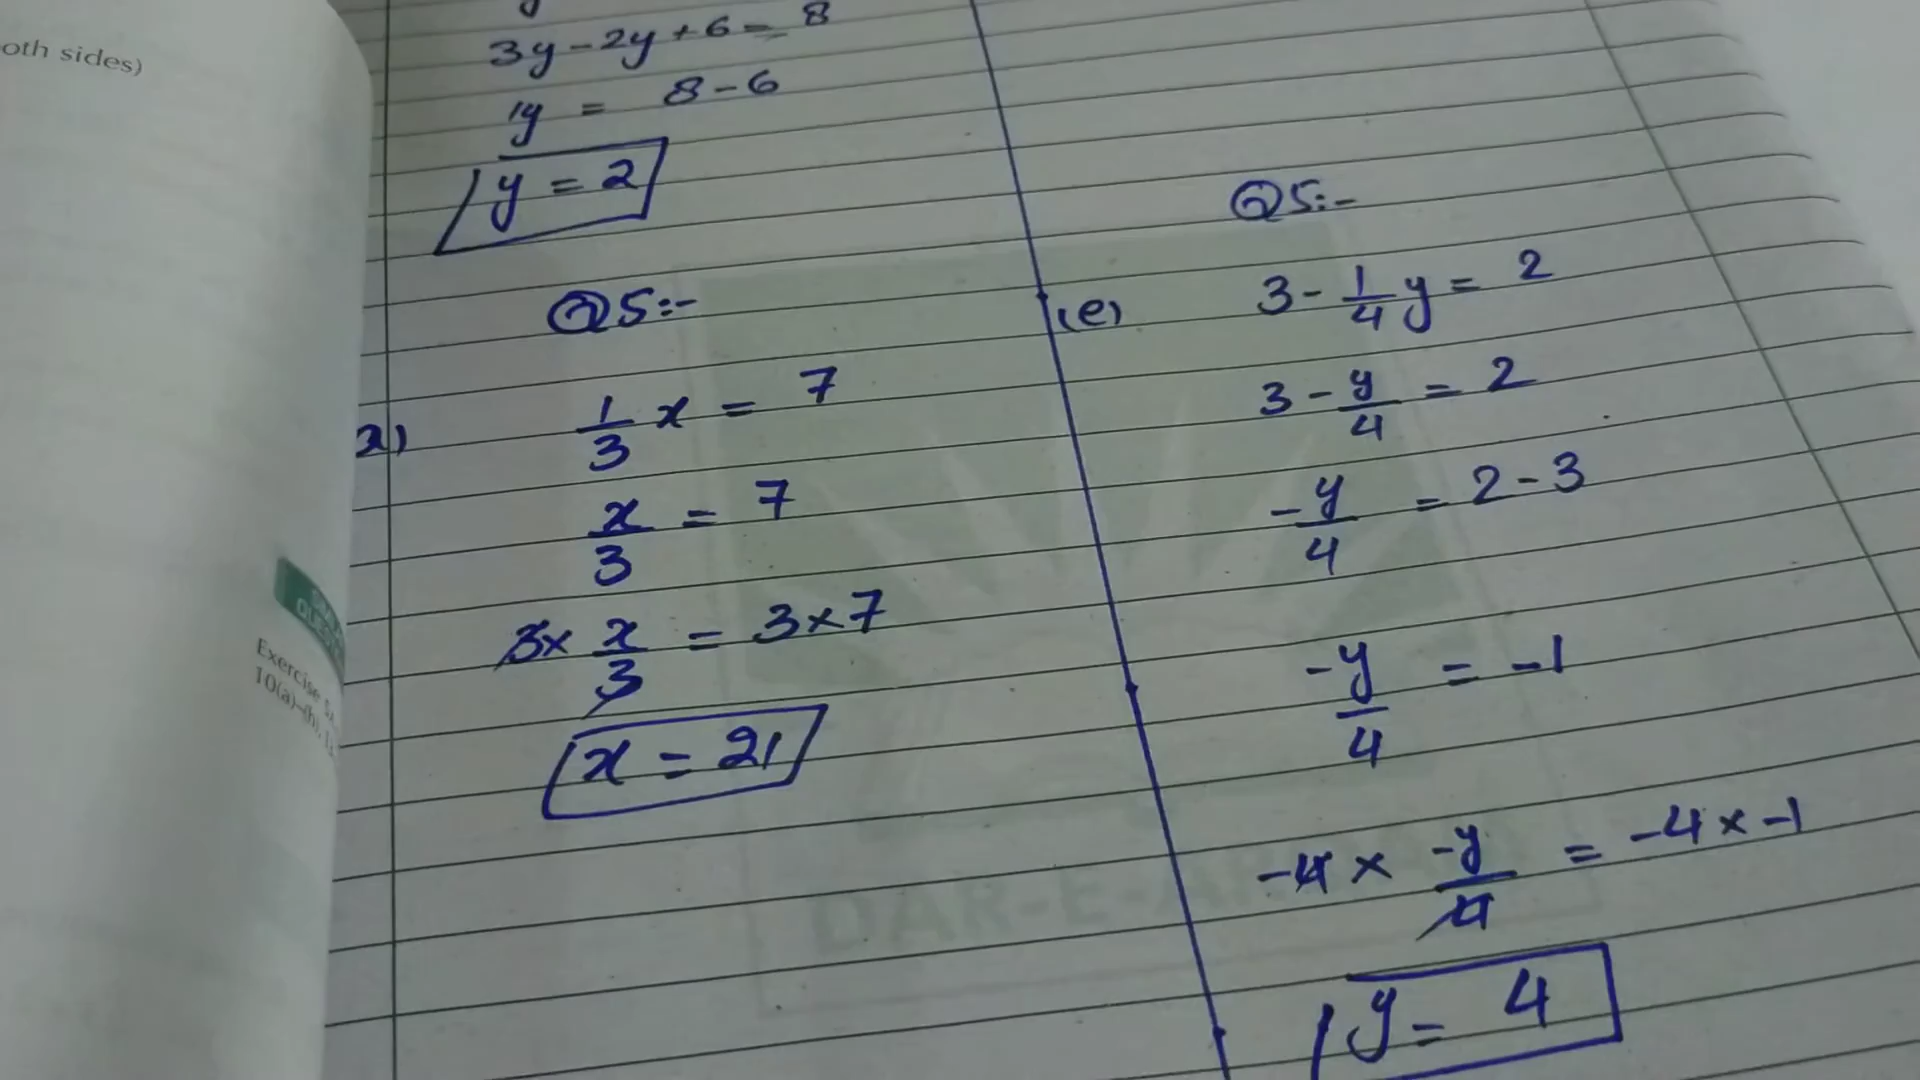 oth sides)
Exercise
10(a)–(h),
3y - 2y + 6 = 8
1y = 8 - 6
y = 2
Q5:-
a) 1/3 x = 7
x/3 = 7
3 × x/3 = 3 × 7
x = 21
Q5:-
(e) 3 - 1/4 y = 2
3 - y/4 = 2
-y/4 = 2 - 3
-y/4 = -1
-4 × -y/4 = -4 × -1
y = 4
DAR-E-A